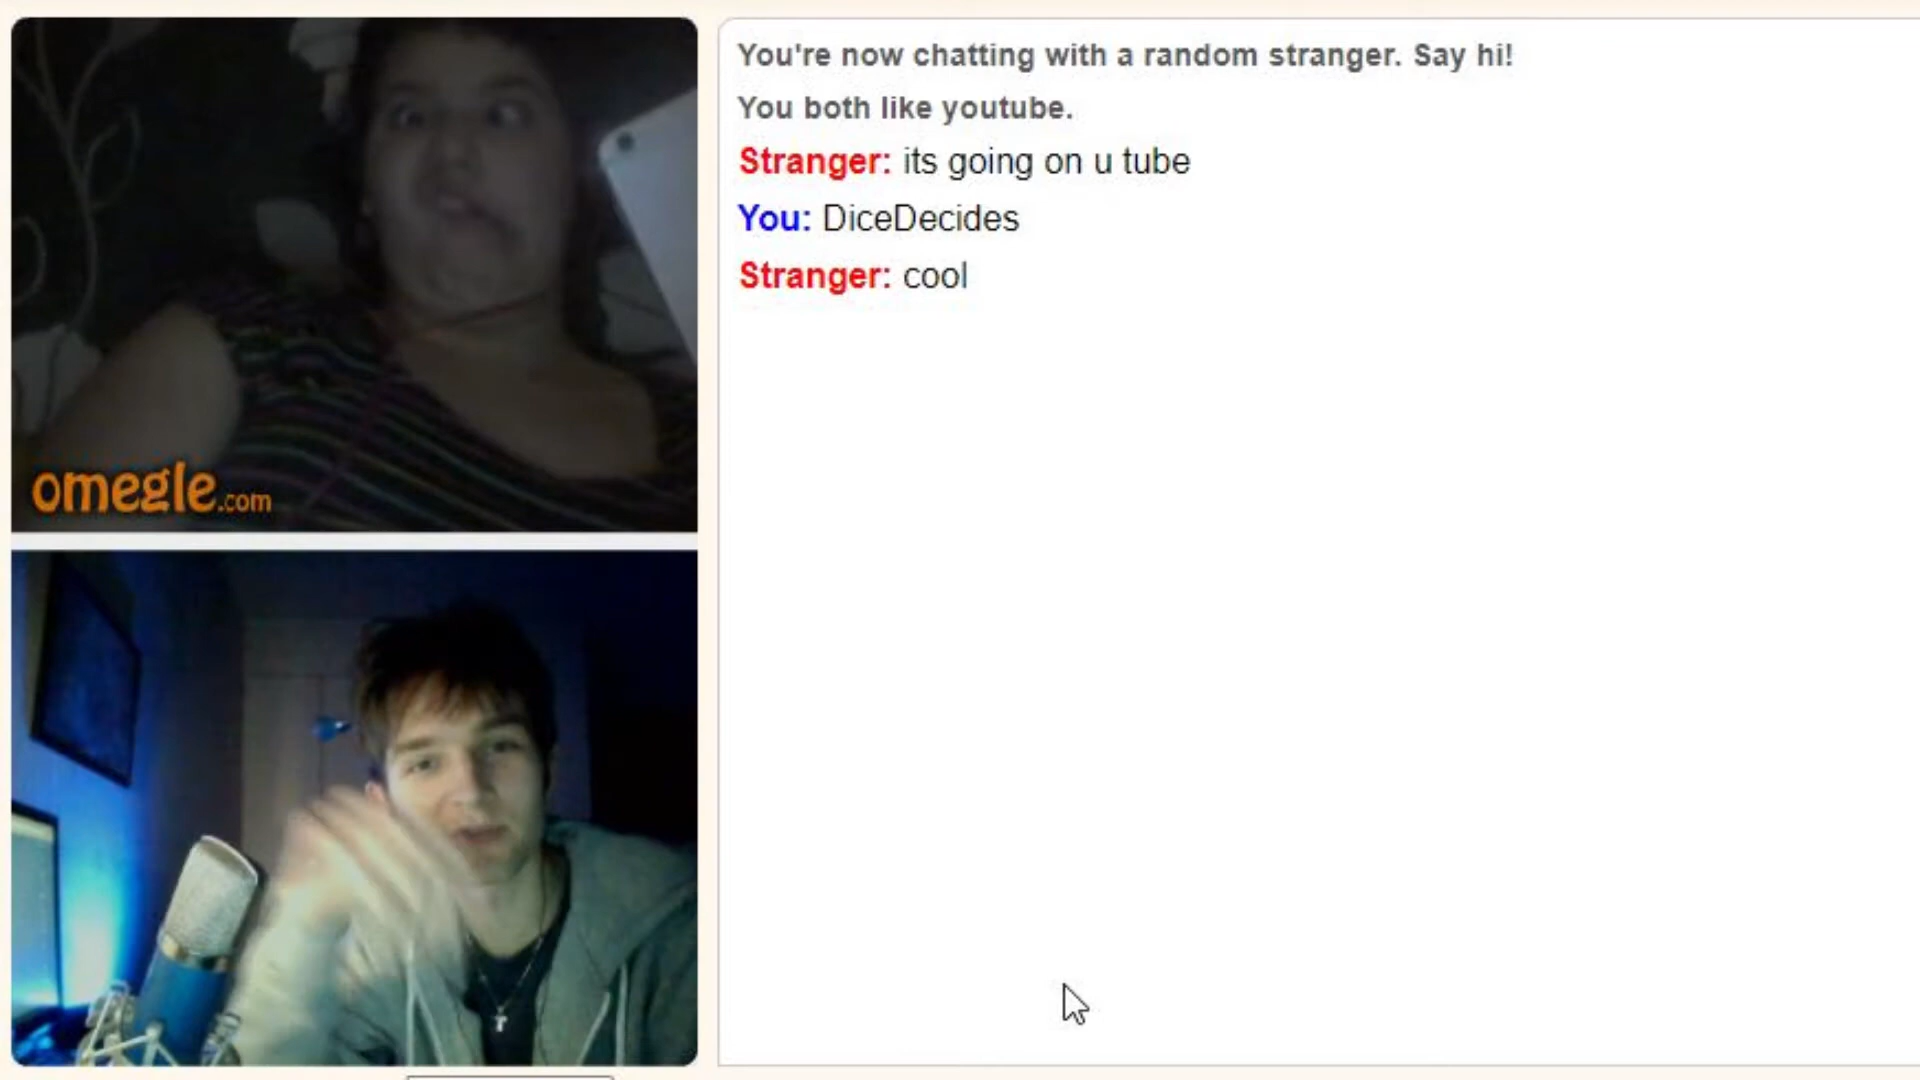 You're now chatting with a random stranger. Say hi!
You both like youtube.
Stranger: its going on u tube
You: DiceDecides
Stranger: cool
omegle.com